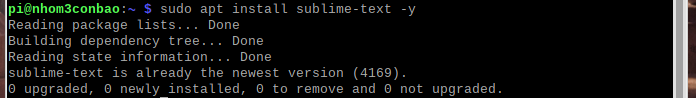 pi@nhom3conbao:~ $ sudo apt install sublime-text -y
Reading package lists... Done
Building dependency tree... Done
Reading state information... Done
sublime-text is already the newest version (4169).
0 upgraded, 0 newly installed, 0 to remove and 0 not upgraded.